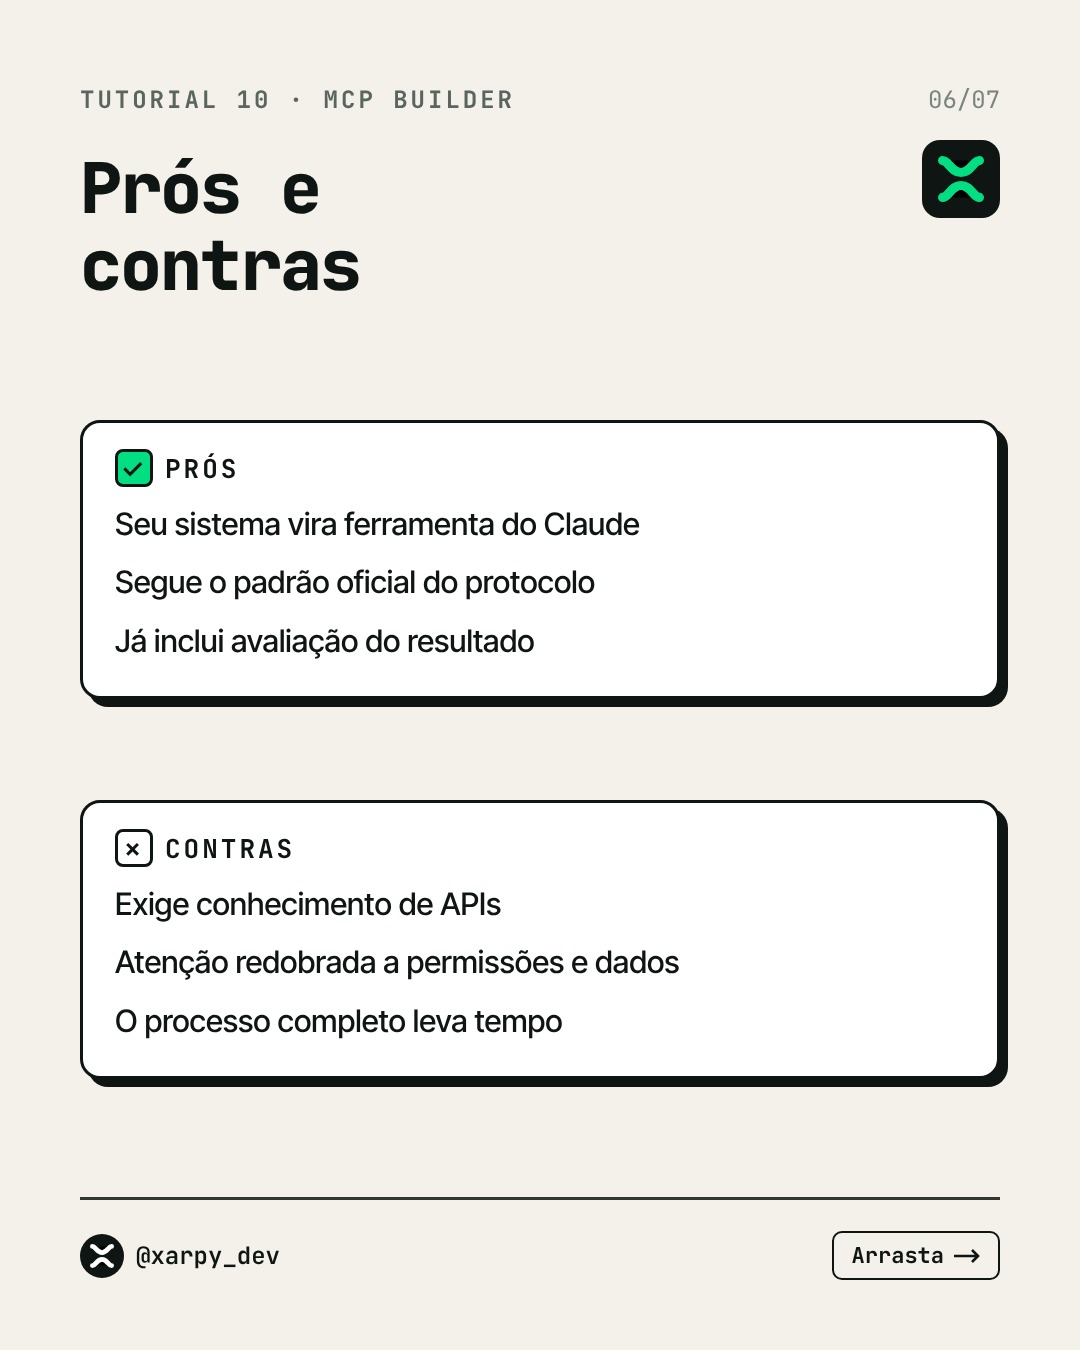 TUTORIAL 10 · MCP BUILDER
06/07
Prós e
contras
PRÓS
Seu sistema vira ferramenta do Claude
Segue o padrão oficial do protocolo
Já inclui avaliação do resultado
CONTRAS
Exige conhecimento de APIs
Atenção redobrada a permissões e dados
O processo completo leva tempo
@xarpy_dev
Arrasta →